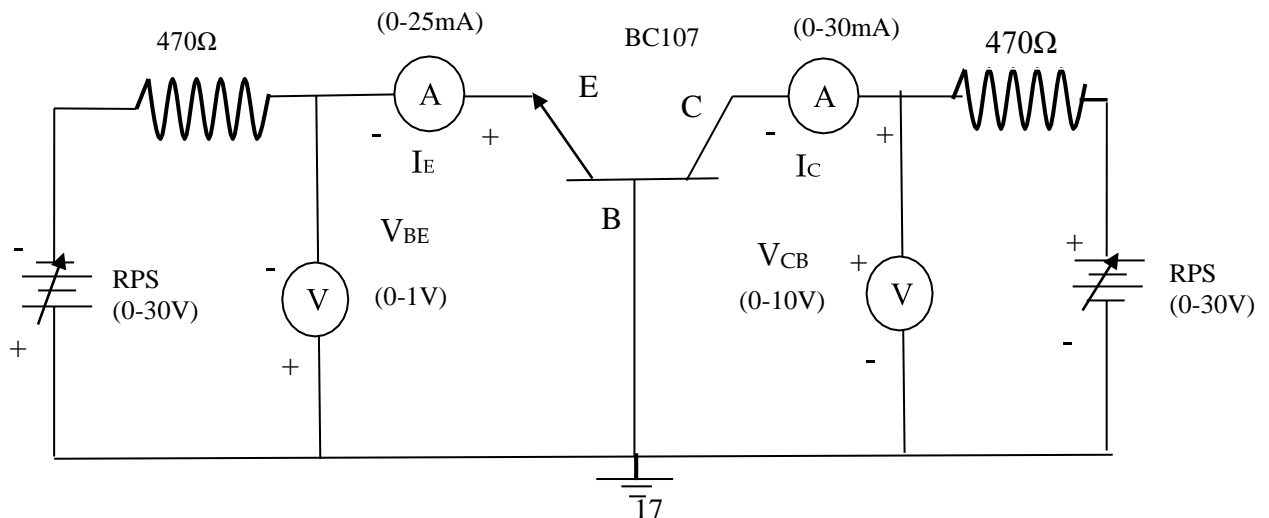 (0-25mA)
BC107
(0-30mA)
470Ω
470Ω
A
E
C
A
-
+
-
+
IE
IC
B
VBE
VCB
-
-
+
+
RPS
(0-30V)
V
(0-1V)
(0-10V)
V
RPS
(0-30V)
+
+
-
-
17